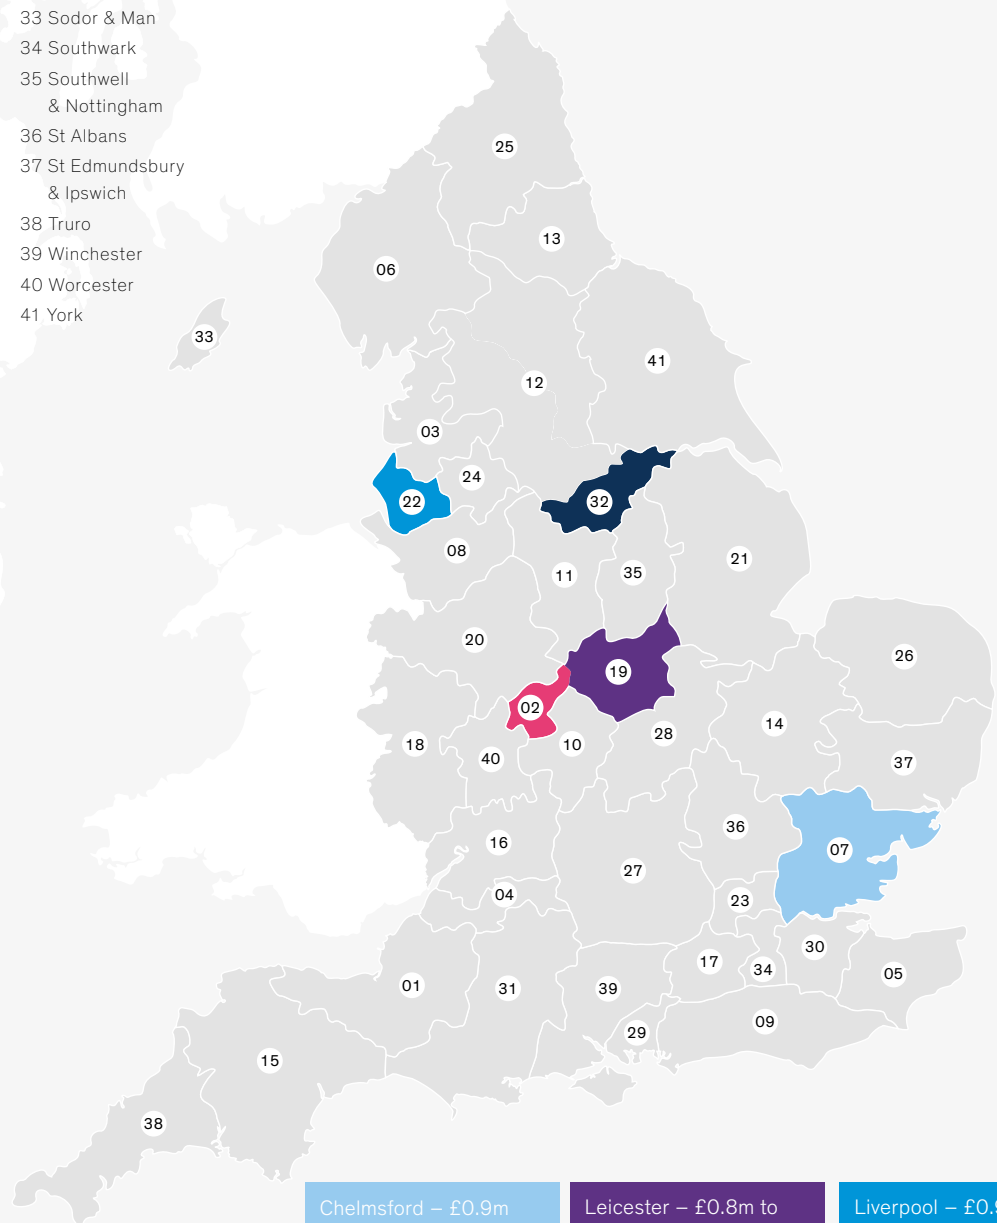 33 Sodor & Man
34 Southwark
35 Southwell
& Nottingham
36 St Albans
37 St Edmundsbury
& Ipswich
38 Truro
39 Winchester
40 Worcester
41 York
25
13
06
33
41
12
03
24
22
32
08
21
11
35
20
26
19
02
14
28
10
18
40
37
36
07
16
27
04
23
30
17
34
05
01
31
39
09
29
15
38
Chelmsford – £0.9m
Leicester – £0.8m to
Liverpool – £0.9